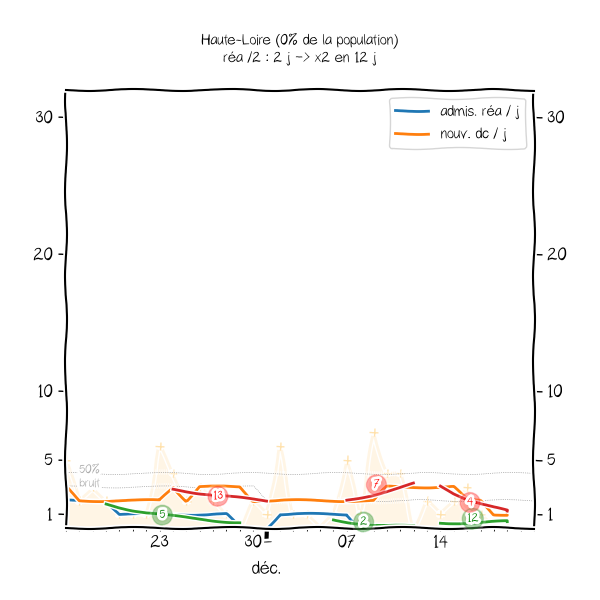 Haute-Loire (0% de la population)
réa /2 : 2 j -> x2 en 12 j
admis. réa / j
nouv. dc / j
30 30
20 20
10 10
5 5
50%
bruit
1 1
13
7
4
5
2
12
23 30 07 14
déc.